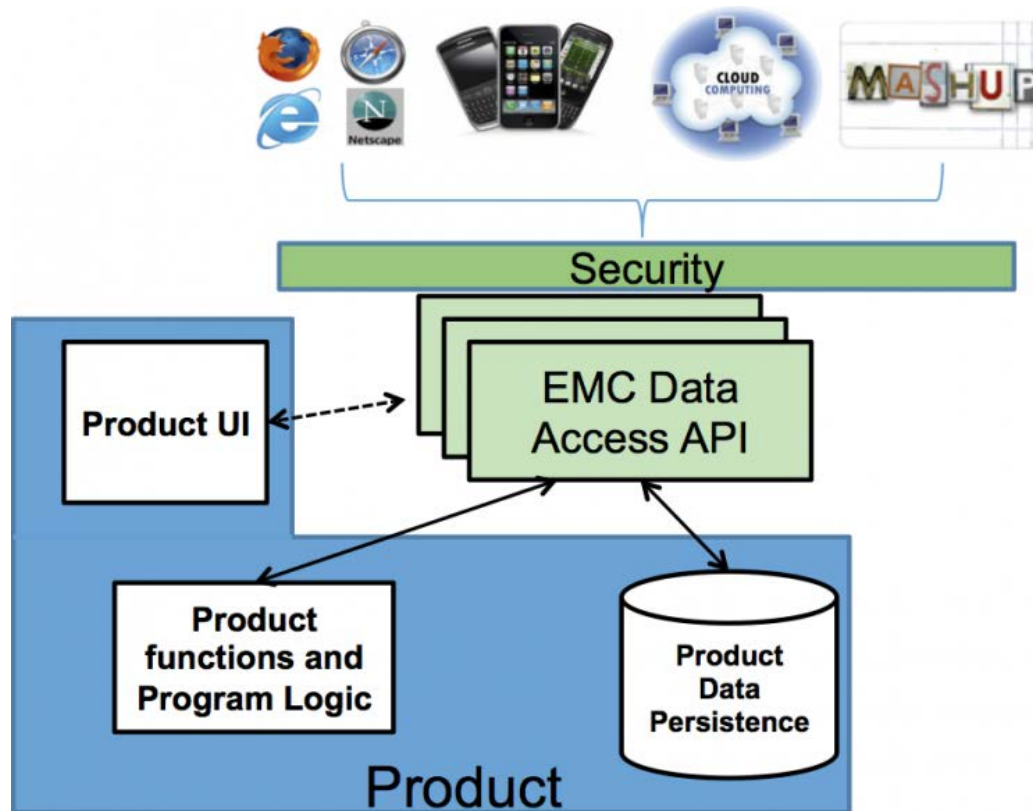 Netscape
CLOUD
COMPUTING
MASHUP
Security
EMC Data
Access API
Product UI
Product
functions and
Program Logic
Product
Data
Persistence
Product